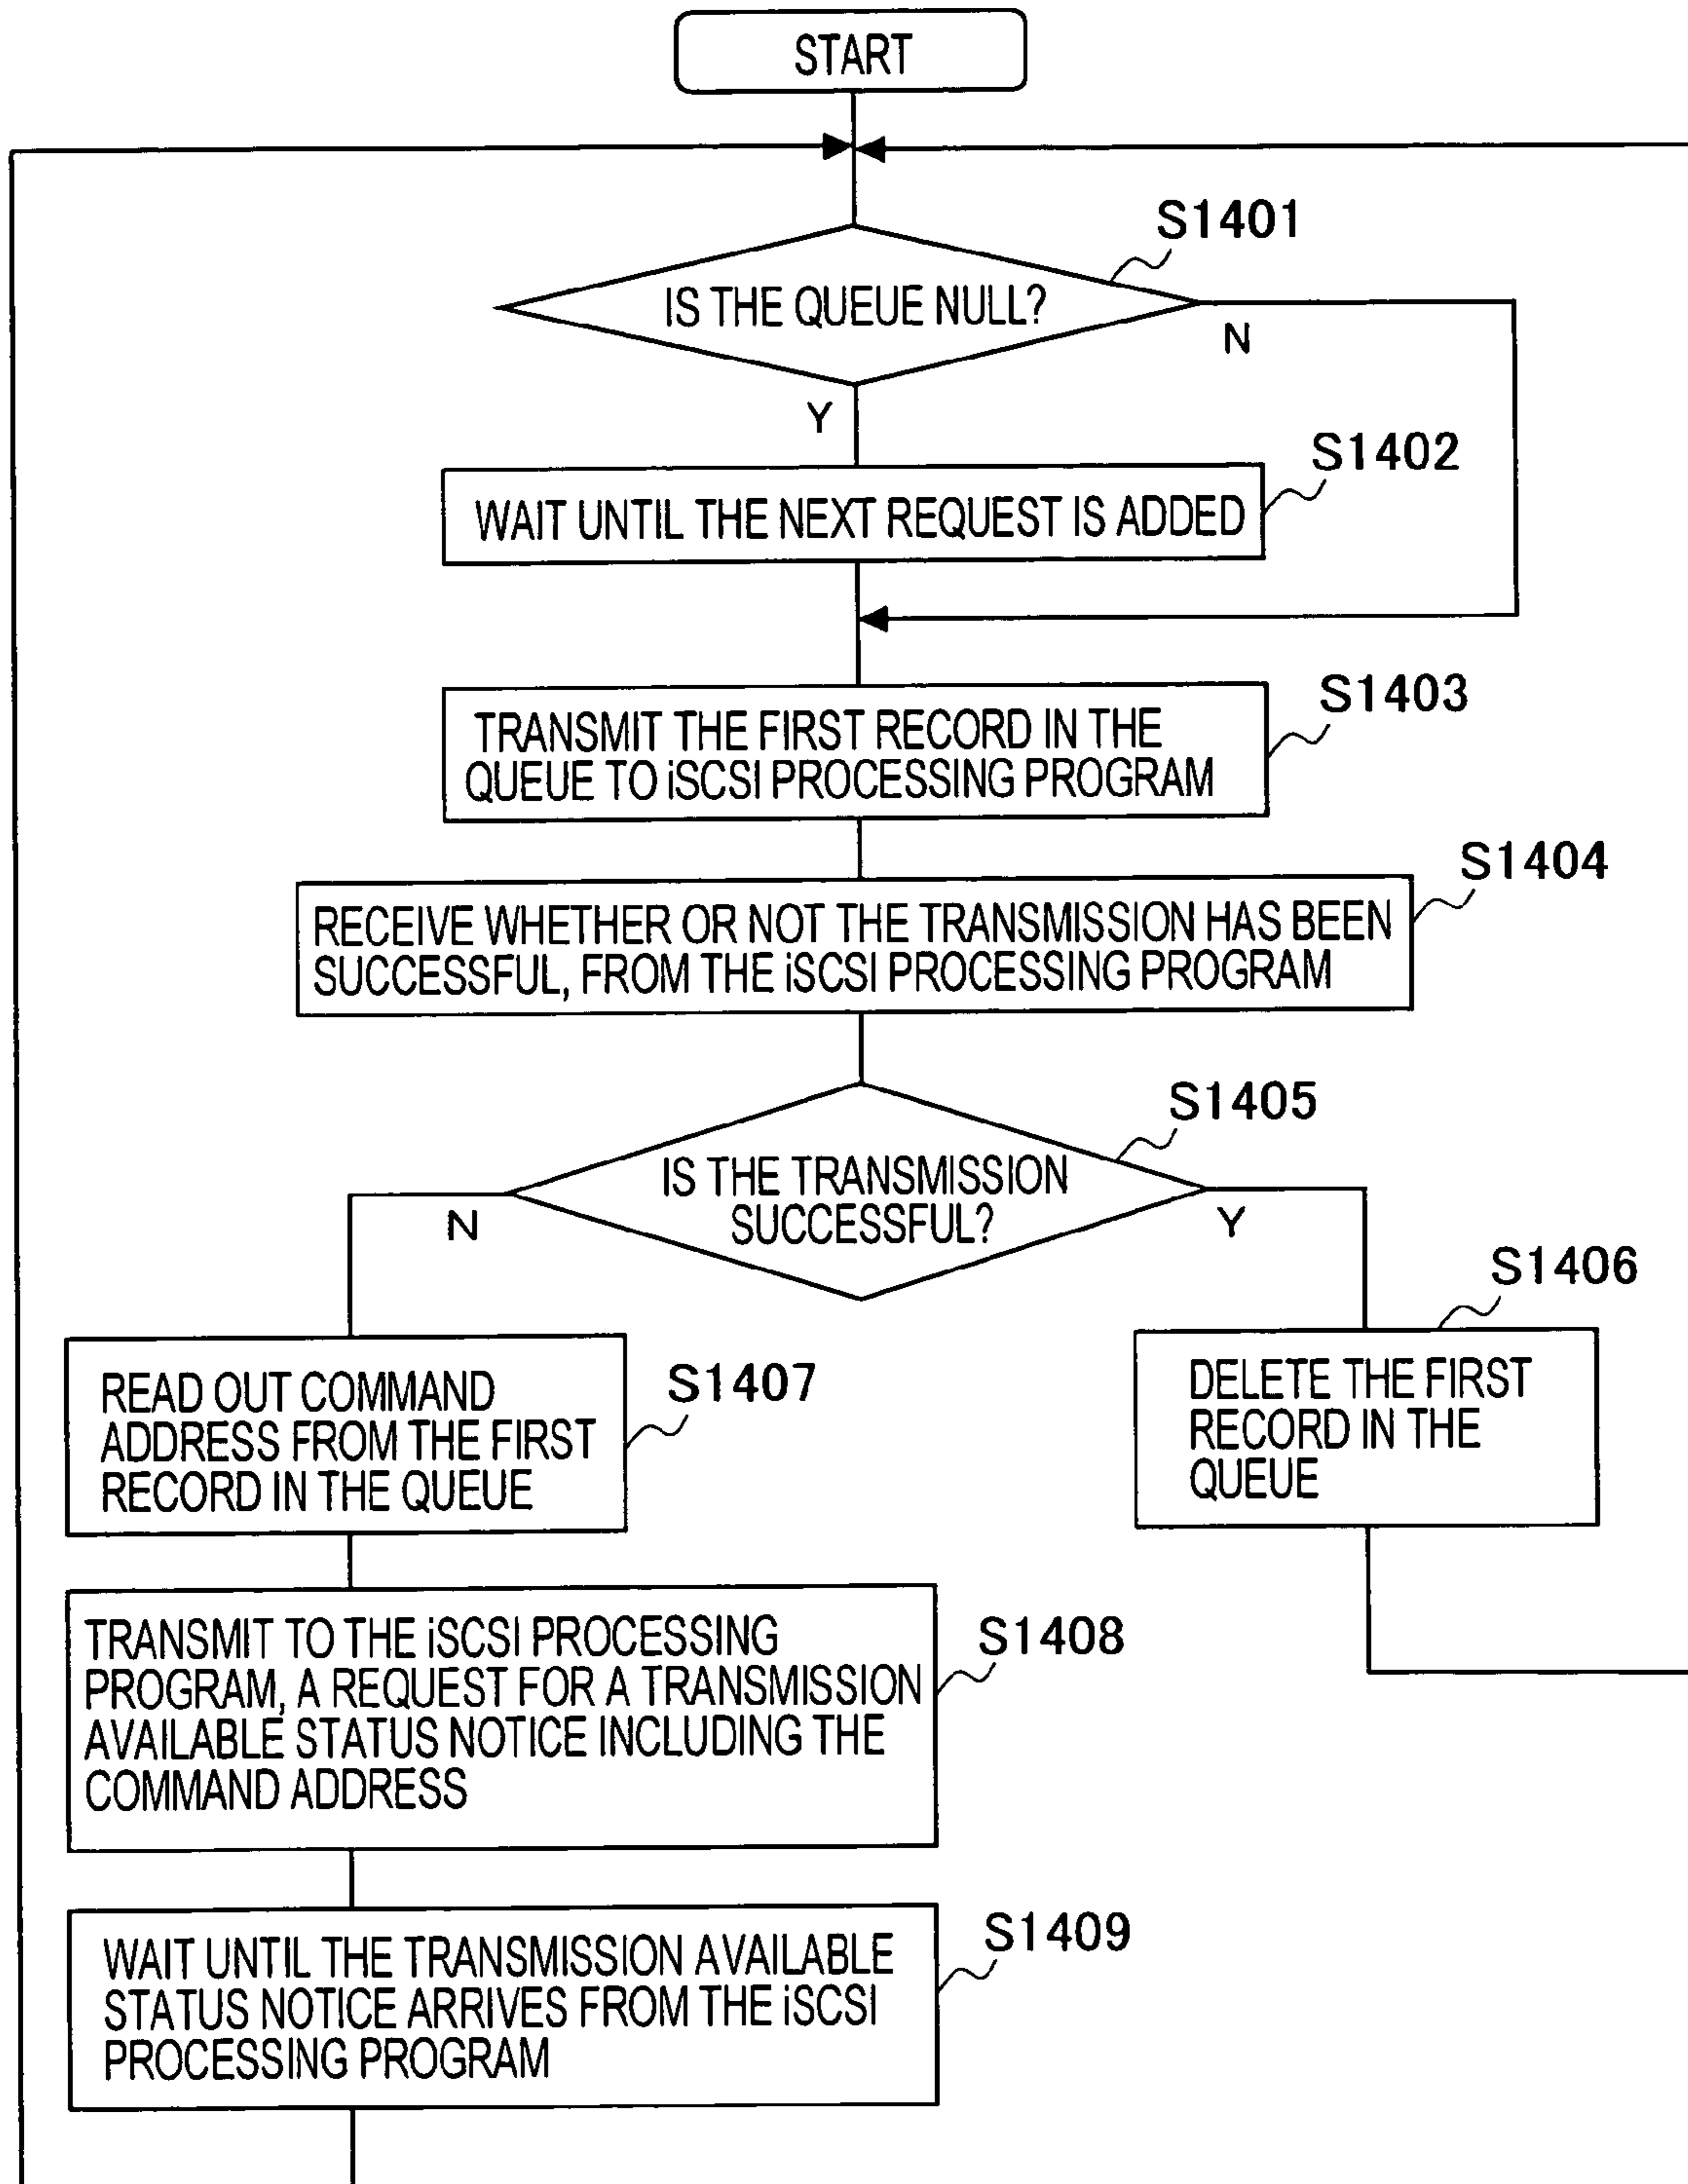 START
S1401
IS THE QUEUE NULL?
N
Y
S1402
WAIT UNTIL THE NEXT REQUEST IS ADDED
S1403
TRANSMIT THE FIRST RECORD IN THE
QUEUE TO iSCSI PROCESSING PROGRAM
S1404
RECEIVE WHETHER OR NOT THE TRANSMISSION HAS BEEN
SUCCESSFUL, FROM THE iSCSI PROCESSING PROGRAM
S1405
IS THE TRANSMISSION
SUCCESSFUL?
N
Y
S1406
DELETE THE FIRST
RECORD IN THE
QUEUE
S1407
READ OUT COMMAND
ADDRESS FROM THE FIRST
RECORD IN THE QUEUE
S1408
TRANSMIT TO THE iSCSI PROCESSING
PROGRAM, A REQUEST FOR A TRANSMISSION
AVAILABLE STATUS NOTICE INCLUDING THE
COMMAND ADDRESS
S1409
WAIT UNTIL THE TRANSMISSION AVAILABLE
STATUS NOTICE ARRIVES FROM THE iSCSI
PROCESSING PROGRAM